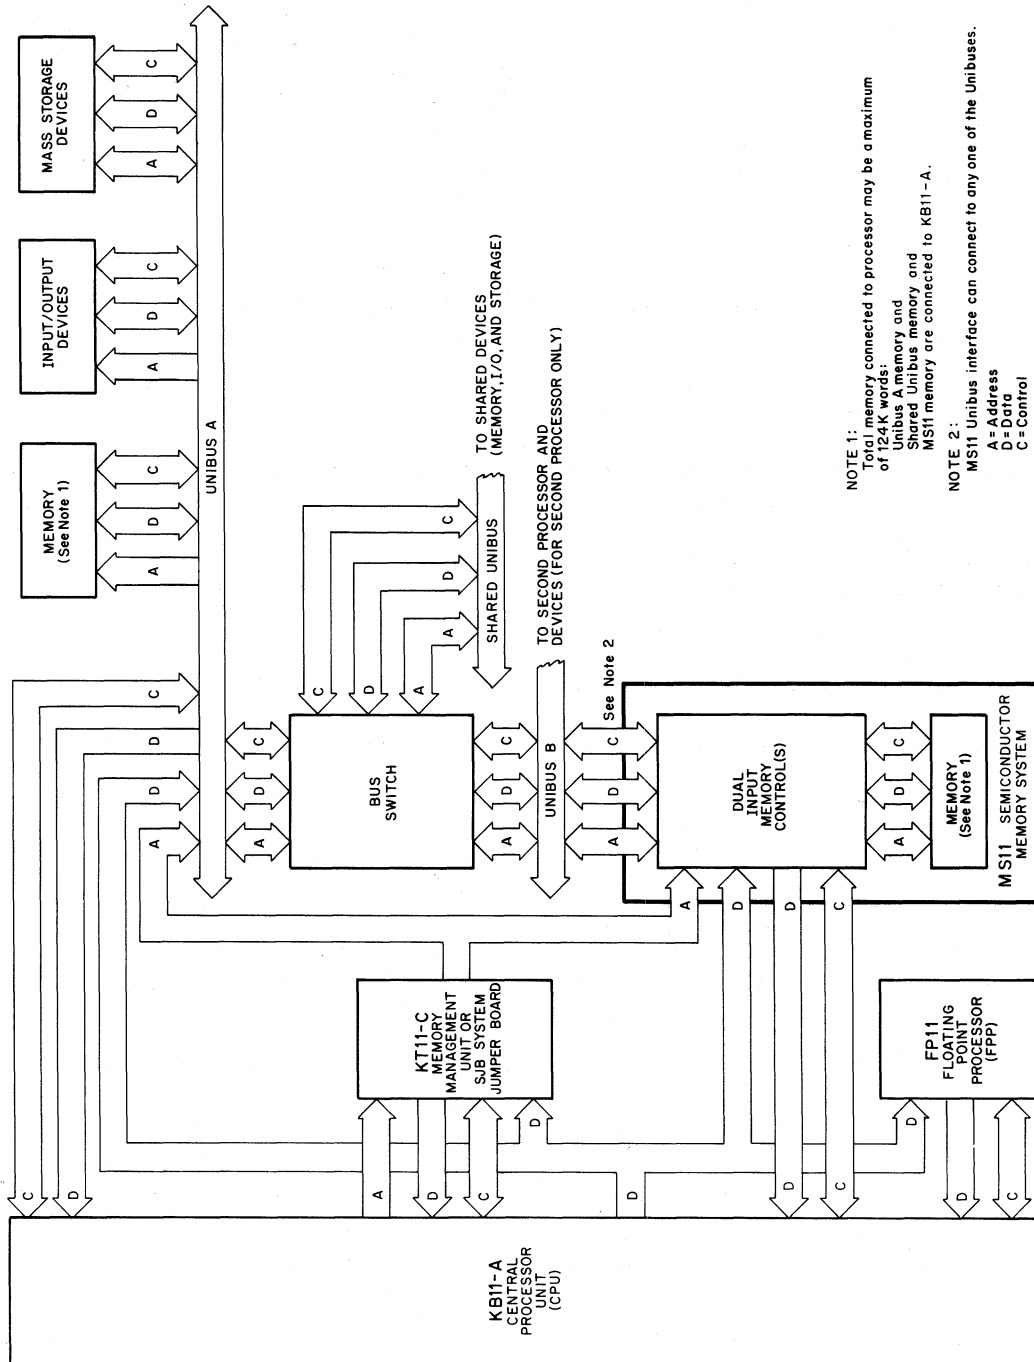 MASS STORAGE
DEVICES
A
D
C
INPUT/OUTPUT
DEVICES
A
D
C
MEMORY
(See Note 1)
A
D
C
UNIBUS A
C
D
D
A
A
D
C
BUS
SWITCH
C
D
A
C
D
A
SHARED UNIBUS
TO SHARED DEVICES
(MEMORY, I/O, AND STORAGE)
A
D
C
UNIBUS B
TO SECOND PROCESSOR AND
DEVICES (FOR SECOND PROCESSOR ONLY)
A
D
C
See Note 2
DUAL
INPUT
MEMORY
CONTROL(S)
A
D
C
MEMORY
(See Note 1)
MS11 SEMICONDUCTOR
MEMORY SYSTEM
A
D
D
C
KT11-C
MEMORY
MANAGEMENT
UNIT OR
SJB SYSTEM
JUMPER BOARD
D
FP11
FLOATING
POINT
PROCESSOR
(FPP)
D
C
D
A
D
C
D
D
C
D
C
KB11-A
CENTRAL
PROCESSOR
UNIT
(CPU)
NOTE 1:
Total memory connected to processor may be a maximum
of 124K words:
Unibus A memory and
Shared Unibus memory and
MS11 memory are connected to KB11-A.
NOTE 2:
MS11 Unibus interface can connect to any one of the Unibuses.
A = Address
D = Data
C = Control